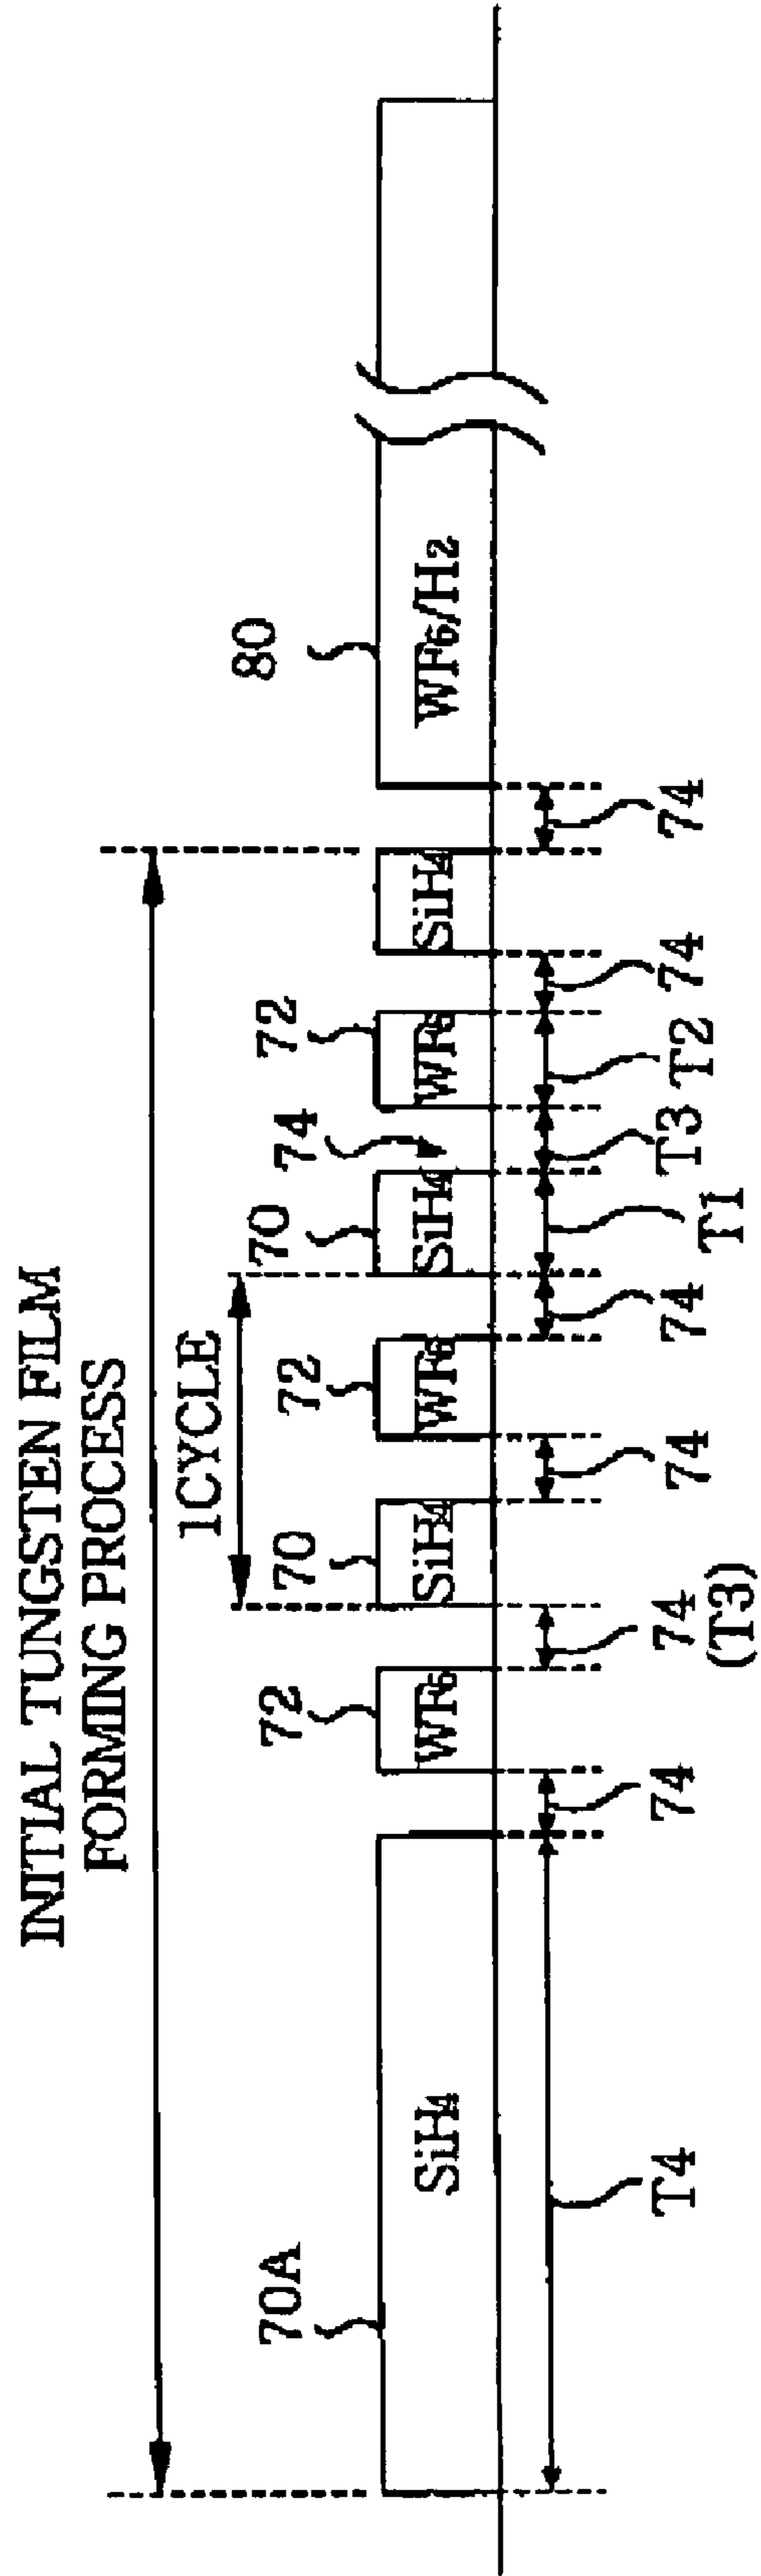 INITIAL TUNGSTEN FILM
FORMING PROCESS
1CYCLE
70A
72
70
72
70
74
72
80
SiH4
WF6
SiH4
WF6
SiH4
WF6
SiH4
WF6/H2
T4
74
74
(T3)
74
74
T1
T3
T2
74
74